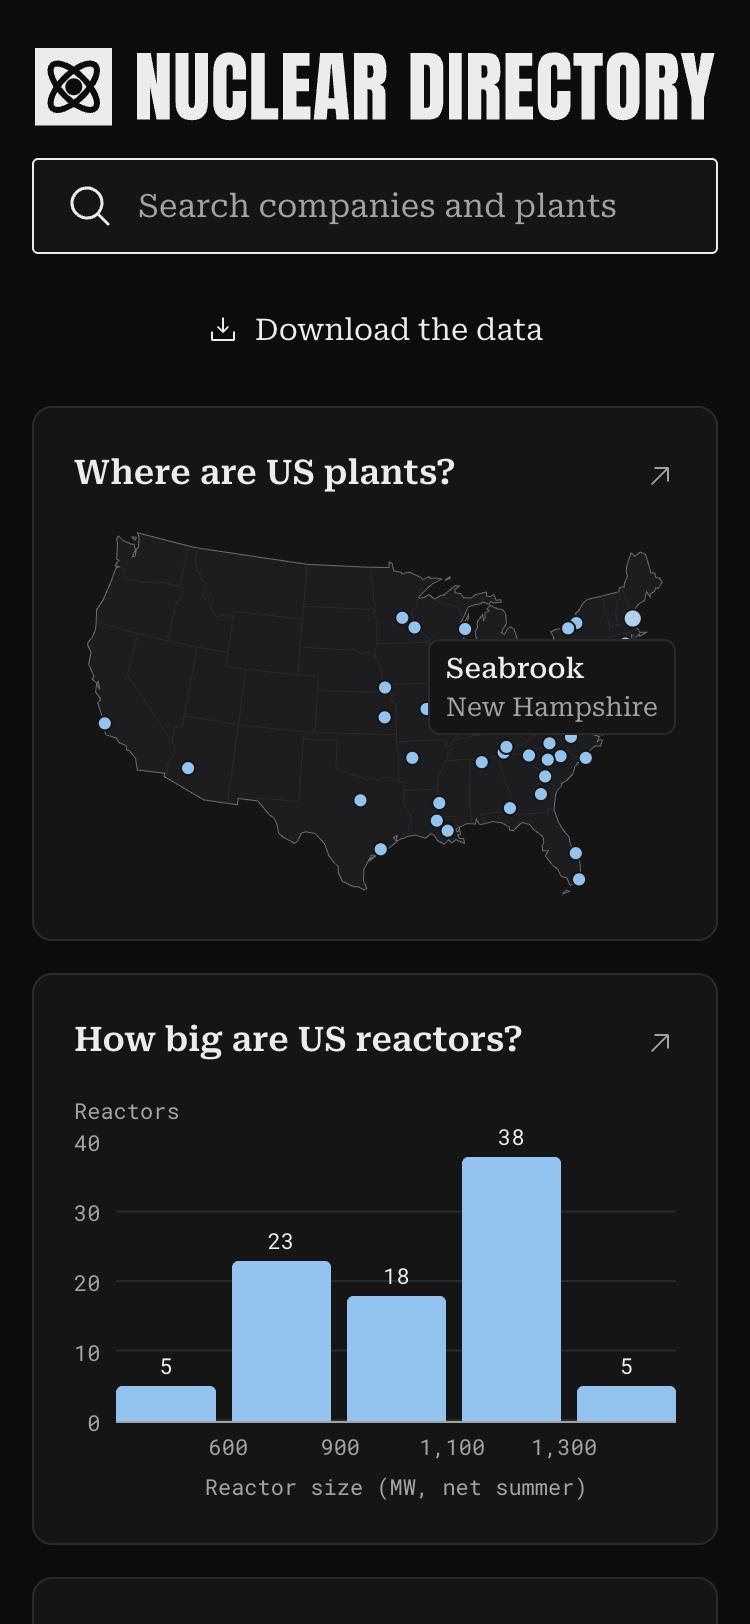 NUCLEAR DIRECTORY
Search companies and plants
Download the data
Where are US plants?
Seabrook
New Hampshire
How big are US reactors?
Reactors
40
38
30
23
20
18
10
5
5
0
600 900 1,100 1,300
Reactor size (MW, net summer)